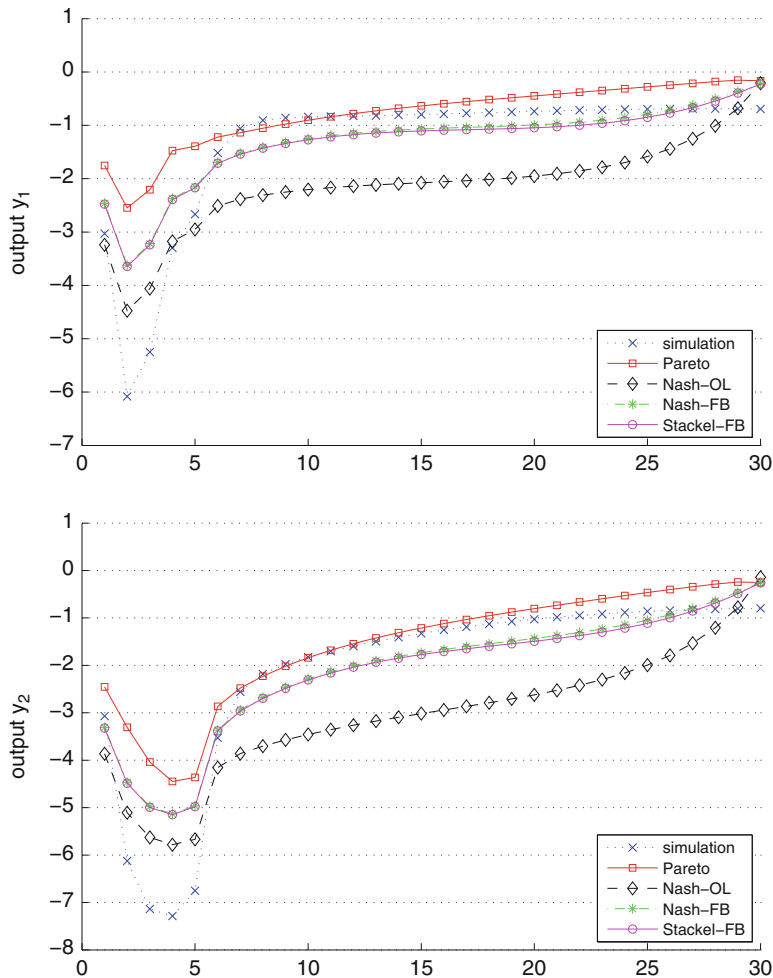 1
0
−1
−2
−3
−4
−5
−6
−7
output y₁
0 5 10 15 20 25 30
simulation
Pareto
Nash−OL
Nash−FB
Stackel−FB
1
0
−1
−2
−3
−4
−5
−6
−7
−8
output y₂
0 5 10 15 20 25 30
simulation
Pareto
Nash−OL
Nash−FB
Stackel−FB